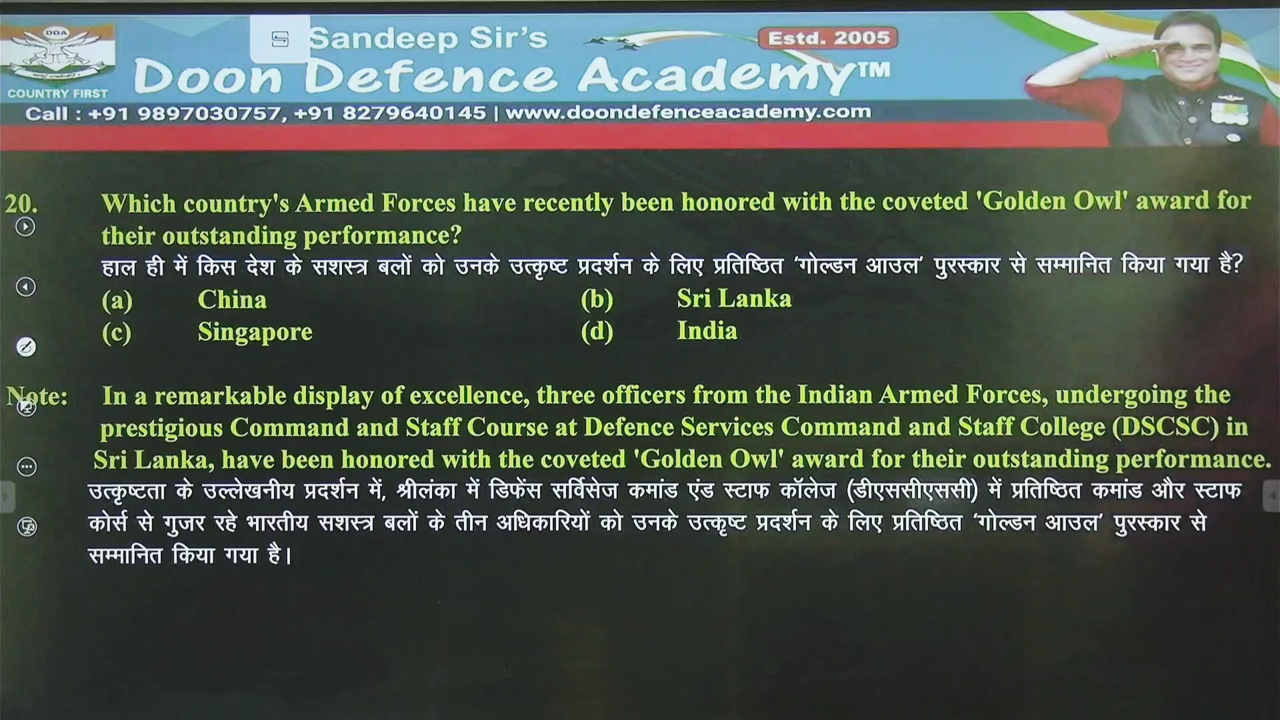 DDA
COUNTRY FIRST
Sandeep Sir's
Estd. 2005
Doon Defence Academy™
Call : +91 9897030757, +91 8279640145 | www.doondefenceacademy.com
20. Which country's Armed Forces have recently been honored with the coveted 'Golden Owl' award for
their outstanding performance?
हाल ही में किस देश के सशस्त्र बलों को उनके उत्कृष्ट प्रदर्शन के लिए प्रतिष्ठित 'गोल्डन आउल' पुरस्कार से सम्मानित किया गया है?
(a) China (b) Sri Lanka
(c) Singapore (d) India
Note: In a remarkable display of excellence, three officers from the Indian Armed Forces, undergoing the
prestigious Command and Staff Course at Defence Services Command and Staff College (DSCSC) in
Sri Lanka, have been honored with the coveted 'Golden Owl' award for their outstanding performance.
उत्कृष्टता के उल्लेखनीय प्रदर्शन में, श्रीलंका में डिफेंस सर्विसेज कमांड एंड स्टाफ कॉलेज (डीएससीएससी) में प्रतिष्ठित कमांड और स्टाफ
कोर्स से गुजर रहे भारतीय सशस्त्र बलों के तीन अधिकारियों को उनके उत्कृष्ट प्रदर्शन के लिए प्रतिष्ठित 'गोल्डन आउल' पुरस्कार से
सम्मानित किया गया है।